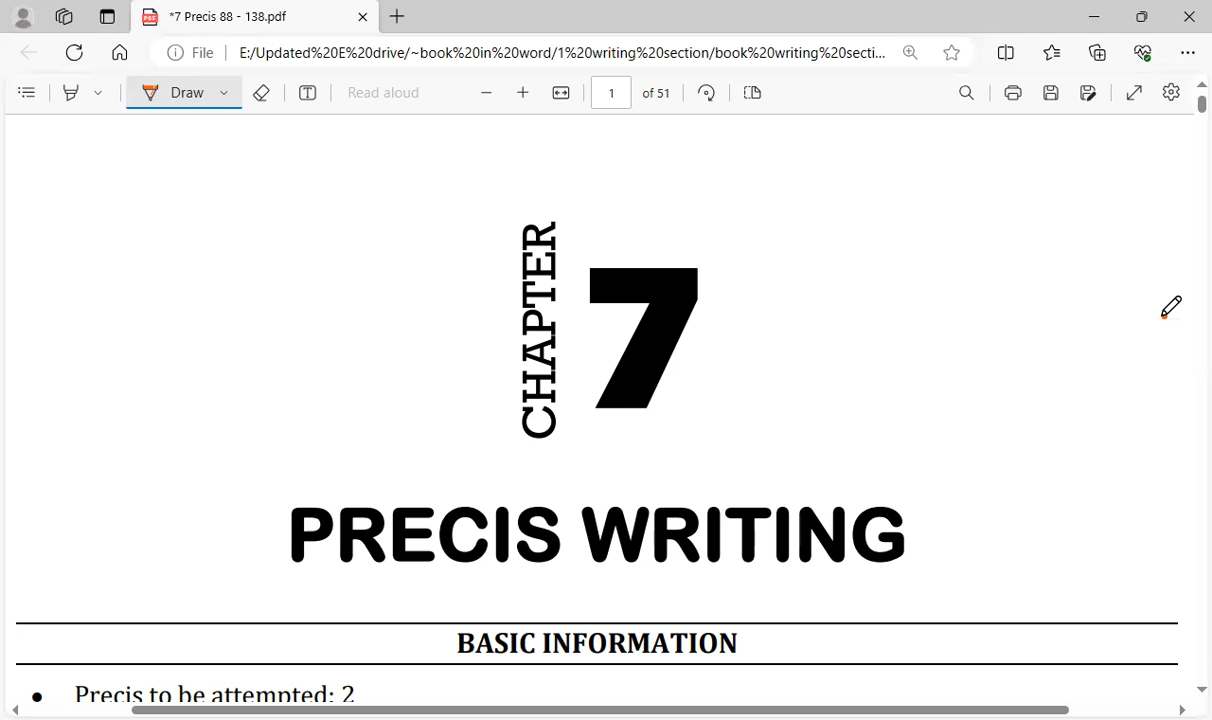 *7 Precis 88 - 138.pdf
File
E:/Updated%20E%20drive/~book%20in%20word/1%20writing%20section/book%20writing%20secti...
Draw
Read aloud
1
of 51
CHAPTER
7
PRECIS WRITING
BASIC INFORMATION
• Precis to be attempted: 2